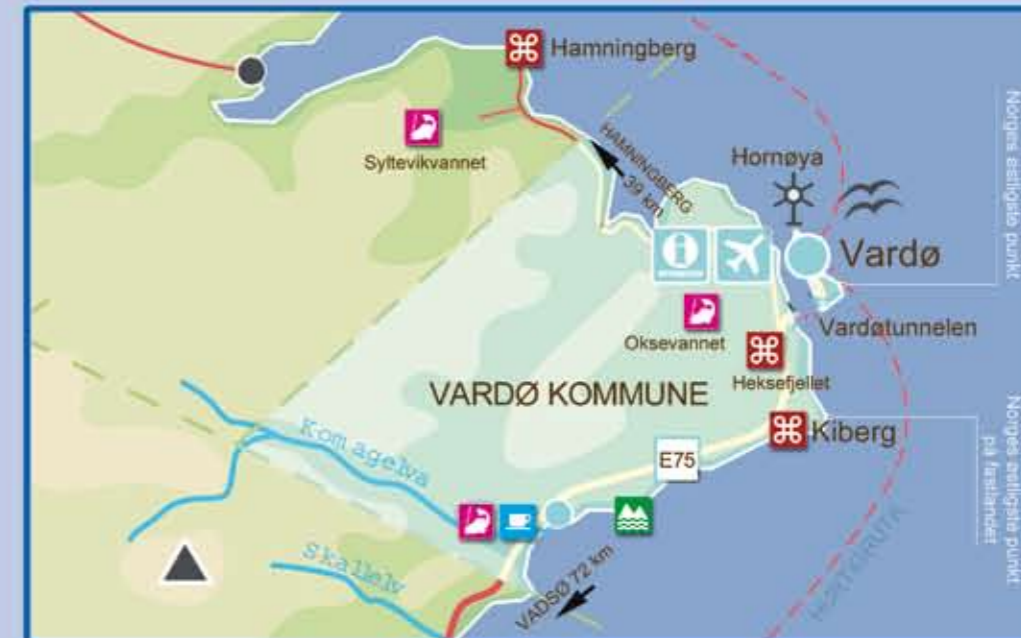 Hamningberg
Syltevikvannet
HAMNINGBERG
39 km
Hornøya
Vardø
Oksevannet
Vardøtunnelen
Heksefjellet
VARDØ KOMMUNE
Kiberg
Komagelva
E75
Skallelv
VADSØ 72 km
HURTIGRUTA
Norges østligste punkt
Norges østligste punkt
på fastlandet